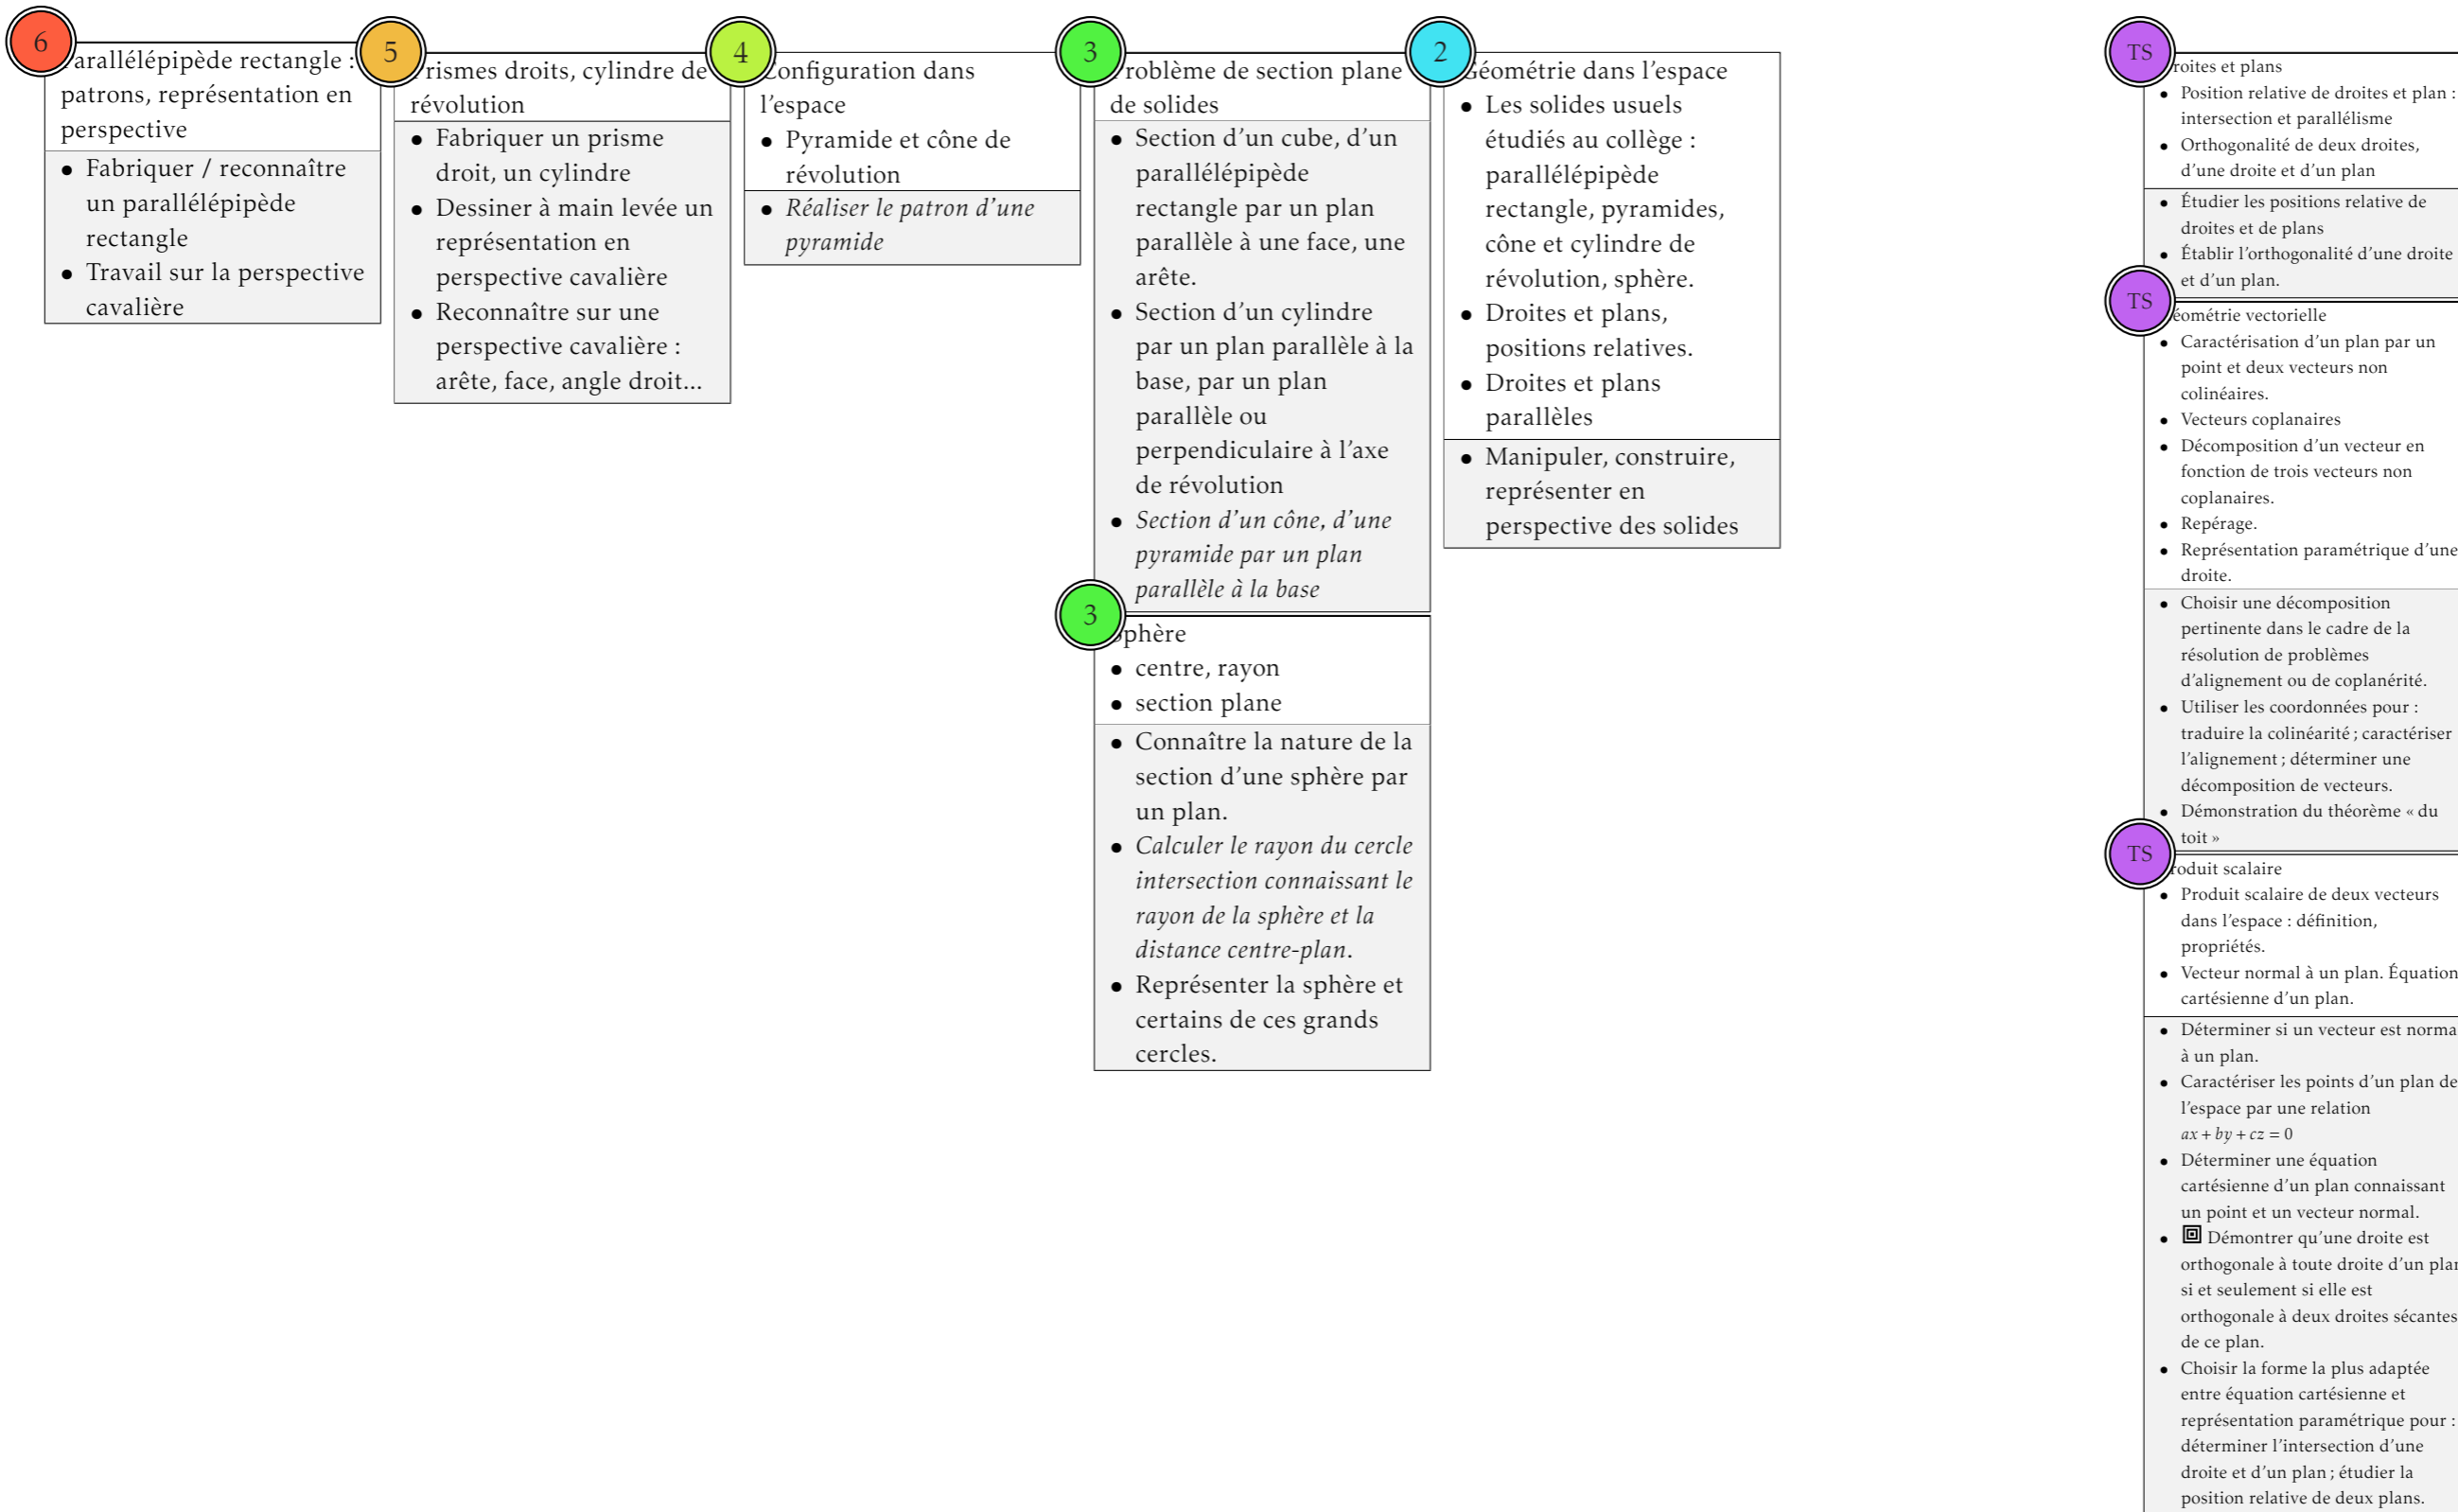 6
arallélépipède rectangle :
patrons, représentation en
perspective
• Fabriquer / reconnaître
un parallélépipède
rectangle
• Travail sur la perspective
cavalière
5
rismes droits, cylindre de
révolution
• Fabriquer un prisme
droit, un cylindre
• Dessiner à main levée un
représentation en
perspective cavalière
• Reconnaître sur une
perspective cavalière :
arête, face, angle droit...
4
Configuration dans
l'espace
• Pyramide et cône de
révolution
• Réaliser le patron d'une
pyramide
3
roblème de section plane
de solides
• Section d'un cube, d'un
parallélépipède
rectangle par un plan
parallèle à une face, une
arête.
• Section d'un cylindre
par un plan parallèle à la
base, par un plan
parallèle ou
perpendiculaire à l'axe
de révolution
• Section d'un cône, d'une
pyramide par un plan
parallèle à la base
3
Sphère
• centre, rayon
• section plane
• Connaître la nature de la
section d'une sphère par
un plan.
• Calculer le rayon du cercle
intersection connaissant le
rayon de la sphère et la
distance centre-plan.
• Représenter la sphère et
certains de ces grands
cercles.
2
Géométrie dans l'espace
• Les solides usuels
étudiés au collège :
parallélépipède
rectangle, pyramides,
cône et cylindre de
révolution, sphère.
• Droites et plans,
positions relatives.
• Droites et plans
parallèles
• Manipuler, construire,
représenter en
perspective des solides
TS
roites et plans
• Position relative de droites et plan :
intersection et parallélisme
• Orthogonalité de deux droites,
d'une droite et d'un plan
• Étudier les positions relative de
droites et de plans
• Établir l'orthogonalité d'une droite
et d'un plan.
TS
éométrie vectorielle
• Caractérisation d'un plan par un
point et deux vecteurs non
colinéaires.
• Vecteurs coplanaires
• Décomposition d'un vecteur en
fonction de trois vecteurs non
coplanaires.
• Repérage.
• Représentation paramétrique d'une
droite.
• Choisir une décomposition
pertinente dans le cadre de la
résolution de problèmes
d'alignement ou de coplanérité.
• Utiliser les coordonnées pour :
traduire la colinéarité ; caractériser
l'alignement ; déterminer une
décomposition de vecteurs.
• Démonstration du théorème « du
toit »
TS
roduit scalaire
• Produit scalaire de deux vecteurs
dans l'espace : définition,
propriétés.
• Vecteur normal à un plan. Équation
cartésienne d'un plan.
• Déterminer si un vecteur est norma
à un plan.
• Caractériser les points d'un plan de
l'espace par une relation
ax + by + cz = 0
• Déterminer une équation
cartésienne d'un plan connaissant
un point et un vecteur normal.
• Démontrer qu'une droite est
orthogonale à toute droite d'un plan
si et seulement si elle est
orthogonale à deux droites sécantes
de ce plan.
• Choisir la forme la plus adaptée
entre équation cartésienne et
représentation paramétrique pour :
déterminer l'intersection d'une
droite et d'un plan ; étudier la
position relative de deux plans.